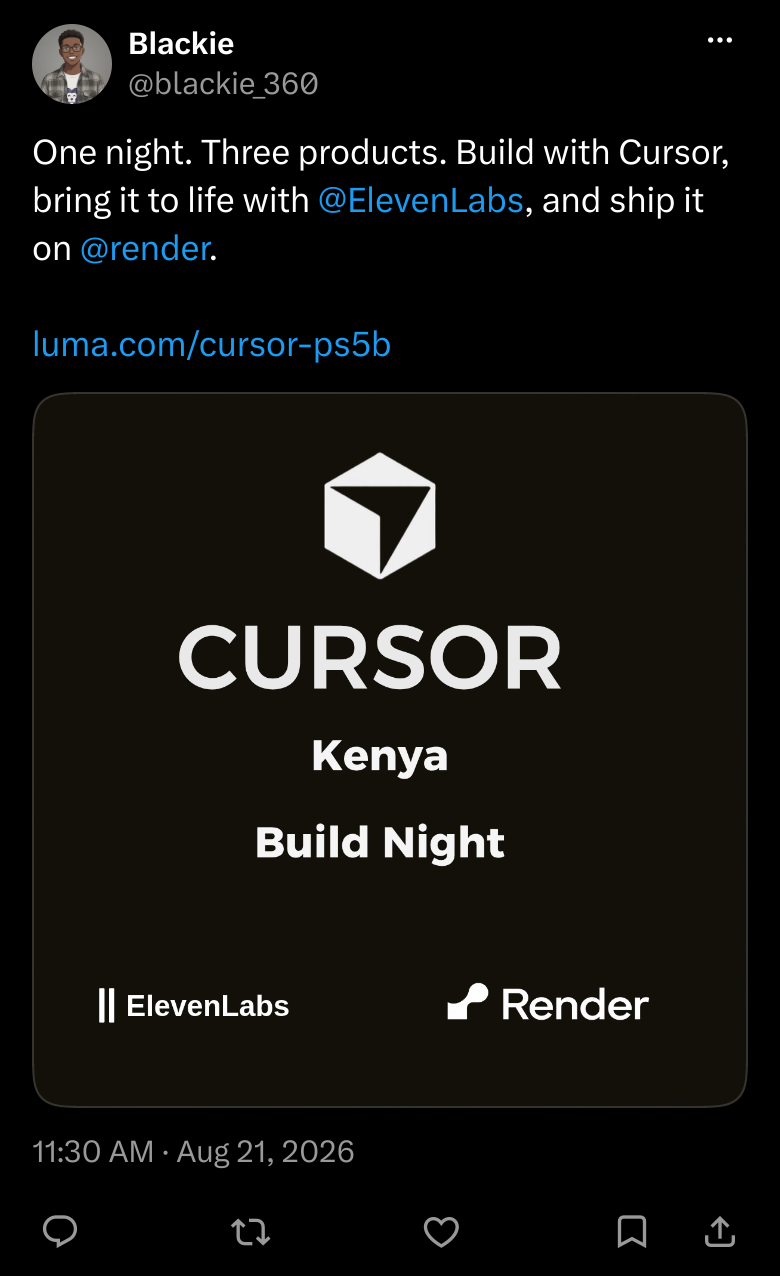 Blackie
@blackie_360
One night. Three products. Build with Cursor,
bring it to life with @ElevenLabs, and ship it
on @render.
luma.com/cursor-ps5b
CURSOR
Kenya
Build Night
ElevenLabs
Render
11:30 AM · Aug 21, 2026